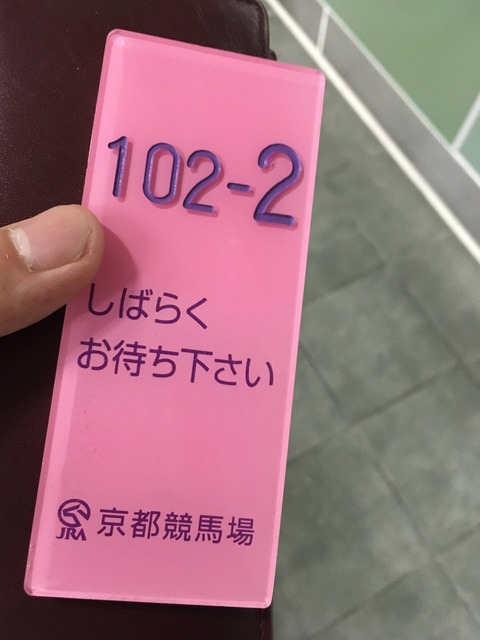 102-2
しばらく
お待ち下さい
JRA 京都競馬場